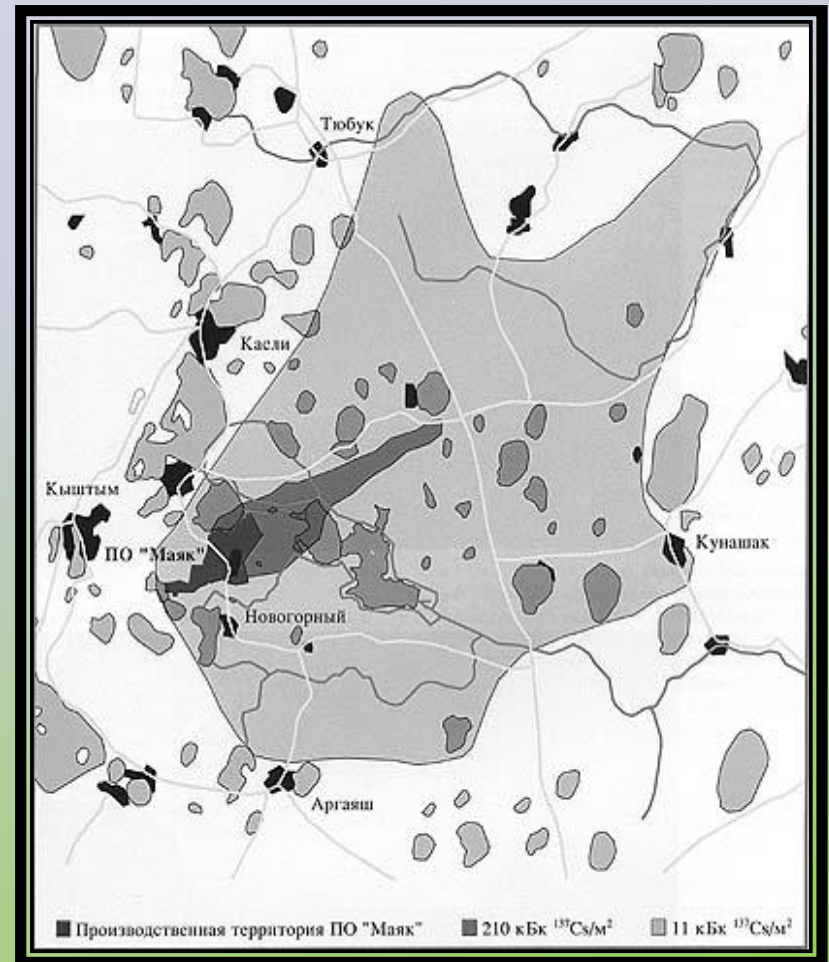 Тюбук
Касли
Кыштым
ПО "Маяк"
Кунашак
Новогорный
Аргаяш
Производственная территория ПО "Маяк" 210 кБк ¹³⁷Cs/м² 11 кБк ¹³⁷Cs/м²